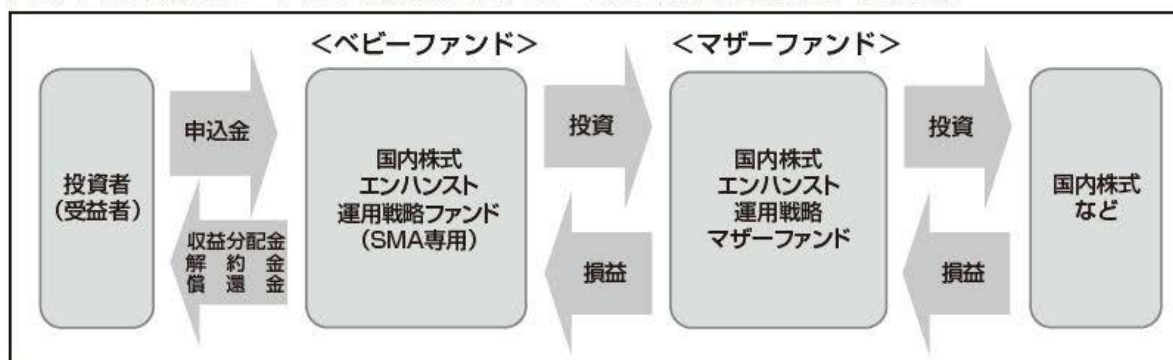 <ベビーファンド>
<マザーファンド>
投資者
(受益者)
申込金
収益分配金
解約金
償還金
国内株式
エンハンスト
運用戦略ファンド
(SMA専用)
投資
損益
国内株式
エンハンスト
運用戦略
マザーファンド
投資
損益
国内株式
など